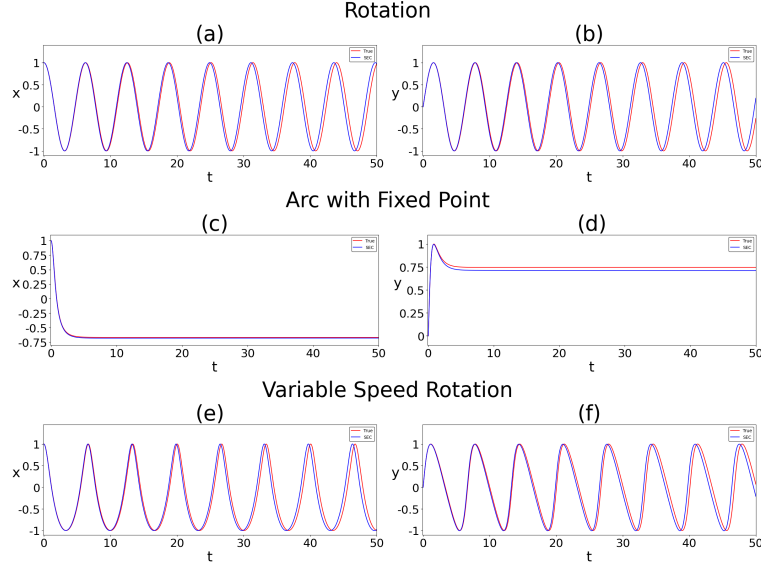 Rotation
(a) (b)
True
SEC
x
1
0.5
0
-0.5
-1
0 10 20 30 40 50
t
True
SEC
y
1
0.5
0
-0.5
-1
0 10 20 30 40 50
t
Arc with Fixed Point
(c) (d)
True
SEC
x
1
0.75
0.5
0.25
0
-0.25
-0.5
-0.75
0 10 20 30 40 50
t
True
SEC
y
1
0.75
0.5
0.25
0
0 10 20 30 40 50
t
Variable Speed Rotation
(e) (f)
True
SEC
x
1
0.5
0
-0.5
-1
0 10 20 30 40 50
t
True
SEC
y
1
0.5
0
-0.5
-1
0 10 20 30 40 50
t